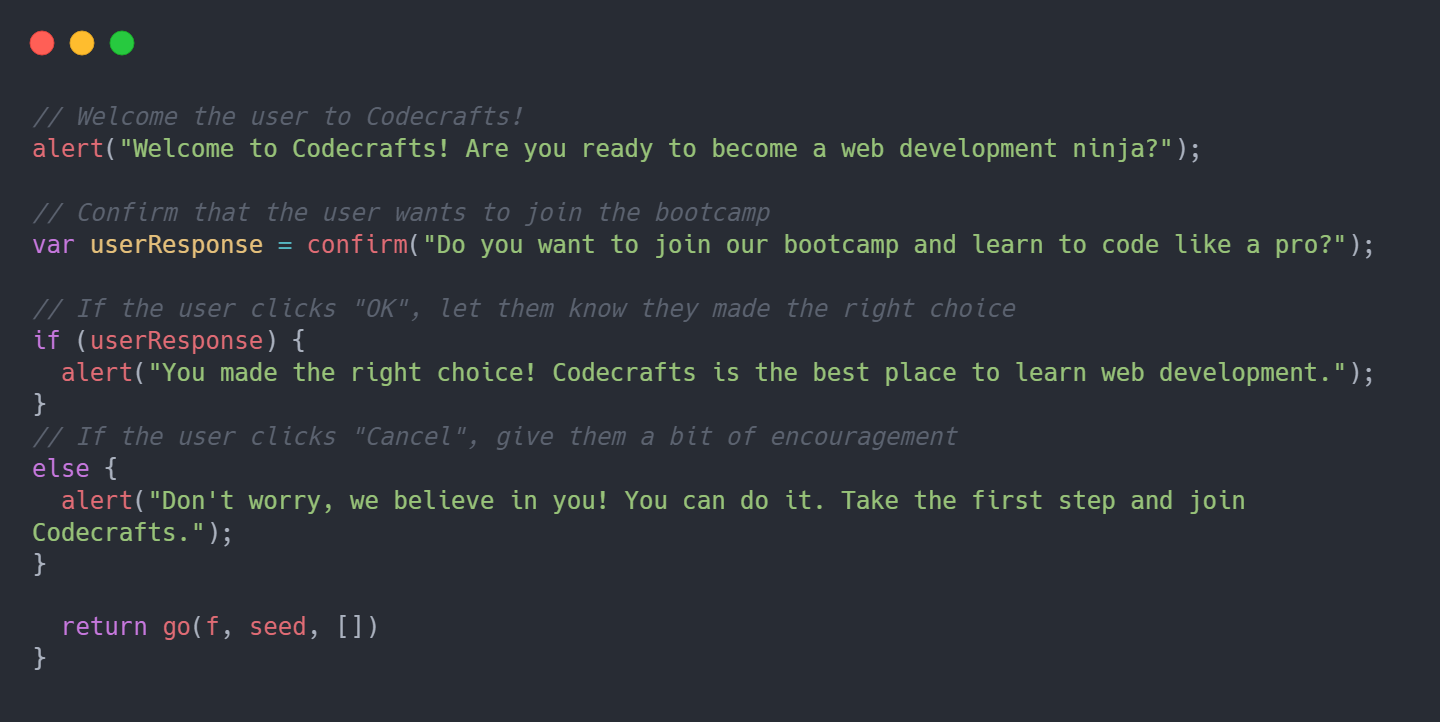 // Welcome the user to Codecrafts!
alert("Welcome to Codecrafts! Are you ready to become a web development ninja?");
// Confirm that the user wants to join the bootcamp
var userResponse = confirm("Do you want to join our bootcamp and learn to code like a pro?");
// If the user clicks "OK", let them know they made the right choice
if (userResponse) {
  alert("You made the right choice! Codecrafts is the best place to learn web development.");
}
// If the user clicks "Cancel", give them a bit of encouragement
else {
  alert("Don't worry, we believe in you! You can do it. Take the first step and join
Codecrafts.");
}
  return go(f, seed, [])
}